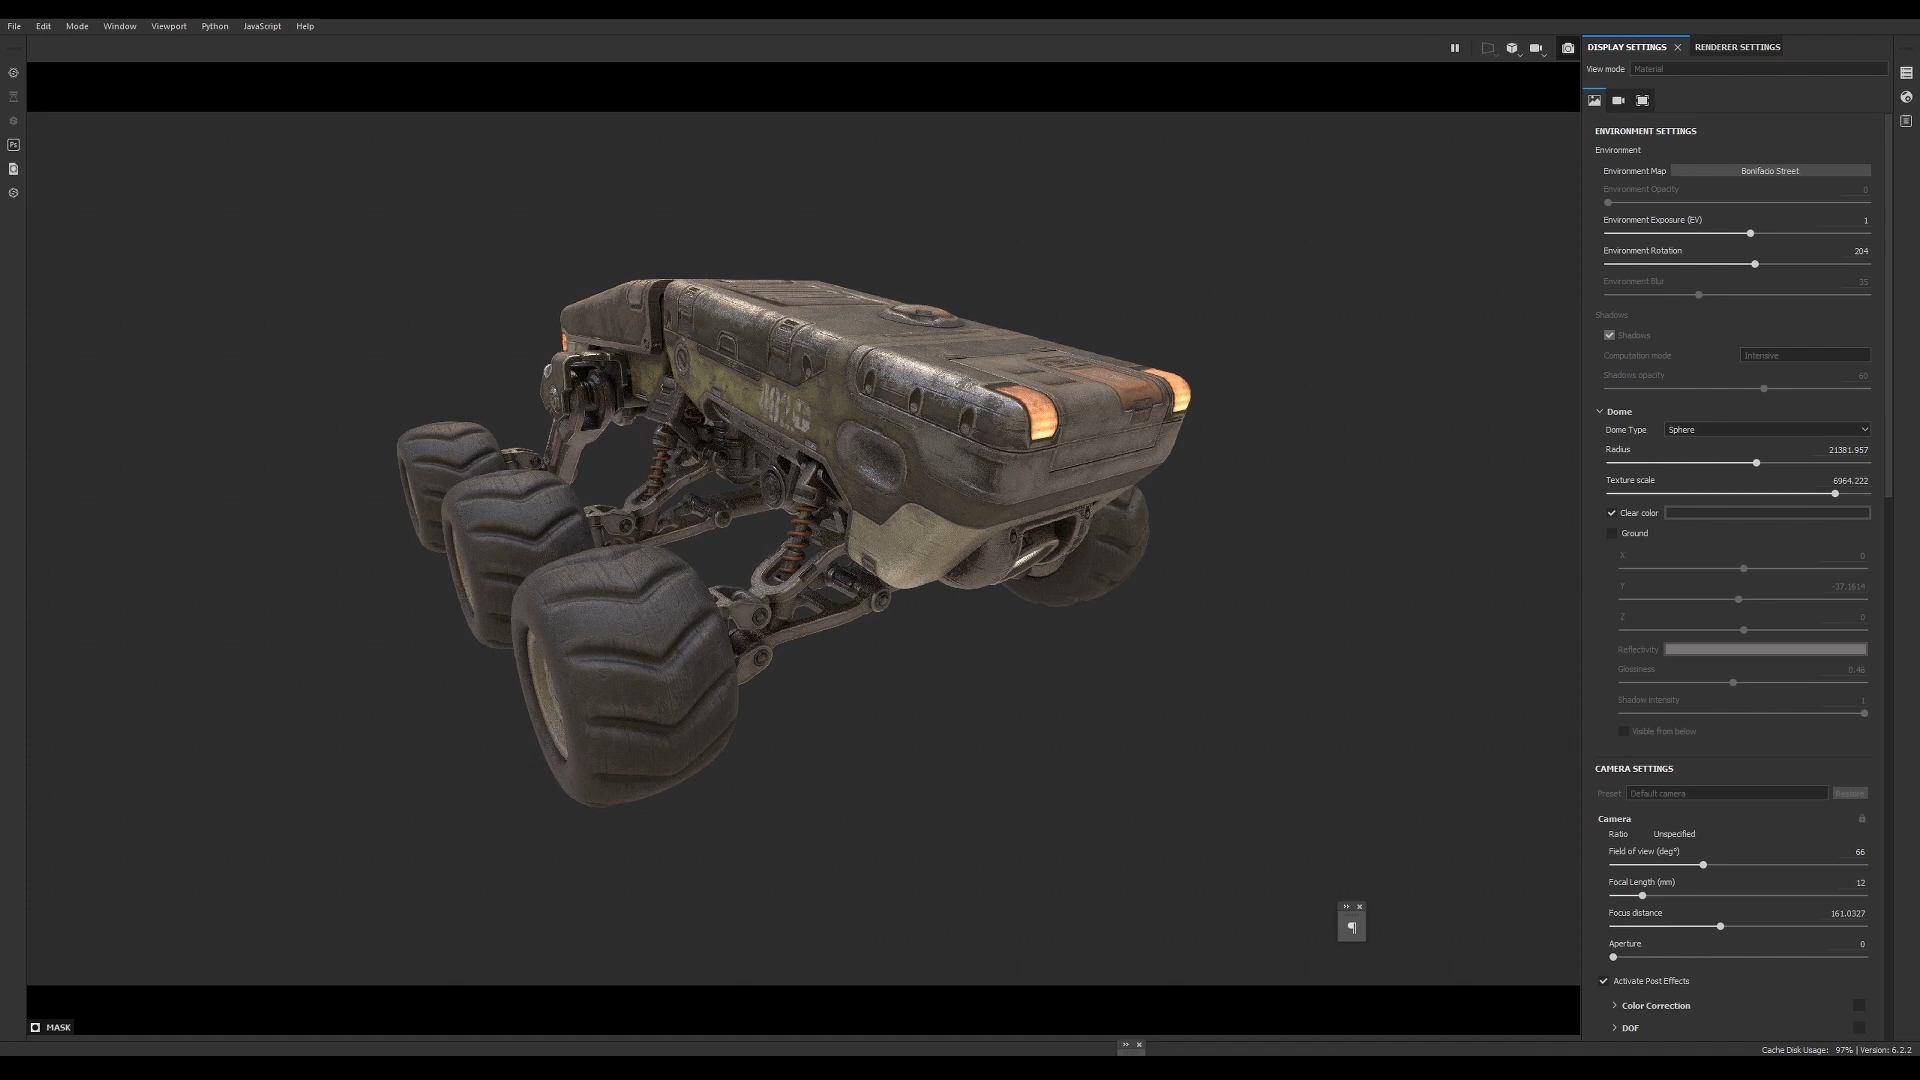 File Edit Mode Window Viewport Python JavaScript Help
DISPLAY SETTINGS RENDERER SETTINGS
View mode Material
Ps
ENVIRONMENT SETTINGS
Environment
Environment Map Bonifacio Street
Environment Opacity 0
Environment Exposure (EV) 1
Environment Rotation 204
Environment Blur 35
Shadows
Shadows
Computation mode Intensive
Shadows opacity 60
Dome
Dome Type Sphere
Radius 21381.957
Texture scale 6964.222
Clear color
Ground
X 0
Y -37.1614
Z 0
Reflectivity
Glossiness 0.46
Shadow intensity 1
Visible from below
CAMERA SETTINGS
Preset Default camera Restore
Camera
Ratio Unspecified
Field of view (deg°) 66
Focal Length (mm) 12
Focus distance 161.0327
Aperture 0
Activate Post Effects
Color Correction
DOF
MASK
Cache Disk Usage: 97% | Version: 6.2.2